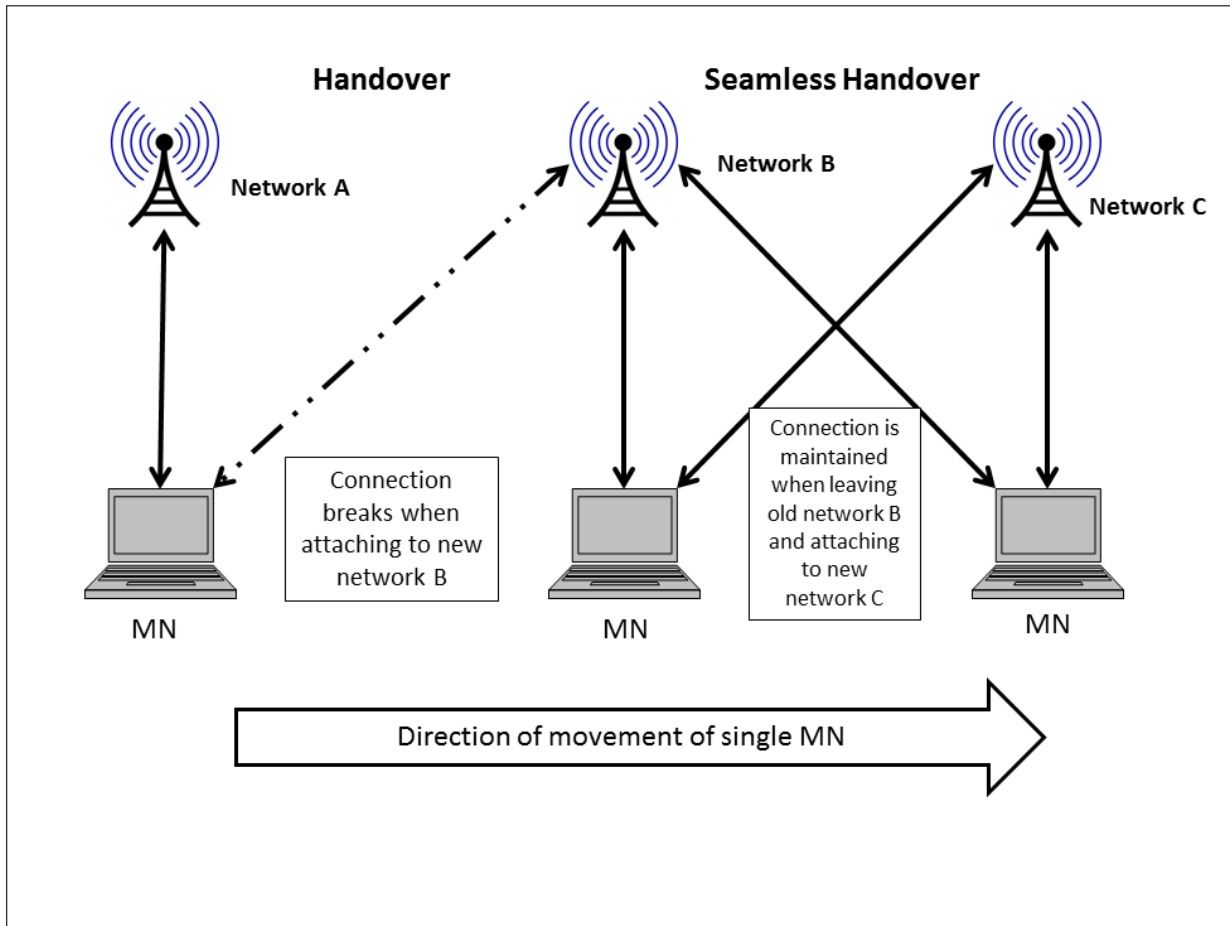 Handover
Seamless Handover
Network A
Network B
Network C
Connection
breaks when
attaching to new
network B
Connection is
maintained
when leaving
old network B
and attaching
to new
network C
MN
MN
MN
Direction of movement of single MN